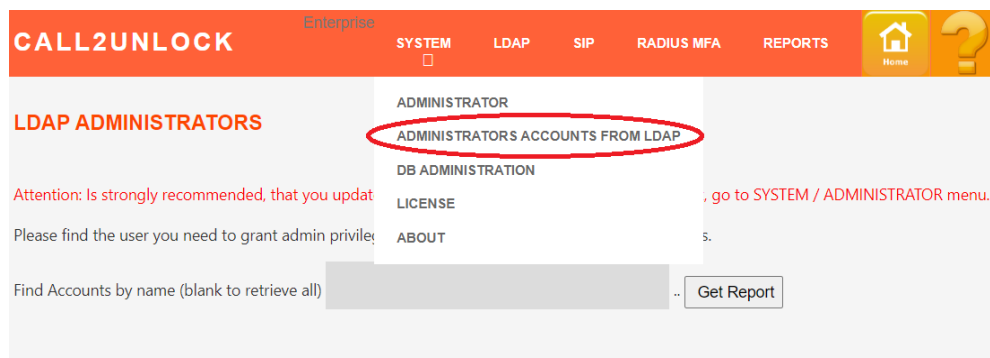 Enterprise
CALL2UNLOCK
SYSTEM LDAP SIP RADIUS MFA REPORTS
Home
?
ADMINISTRATOR
LDAP ADMINISTRATORS
ADMINISTRATORS ACCOUNTS FROM LDAP
DB ADMINISTRATION
Attention: Is strongly recommended, that you updat , go to SYSTEM / ADMINISTRATOR menu.
LICENSE
Please find the user you need to grant admin privileg s.
ABOUT
Find Accounts by name (blank to retrieve all) .. Get Report